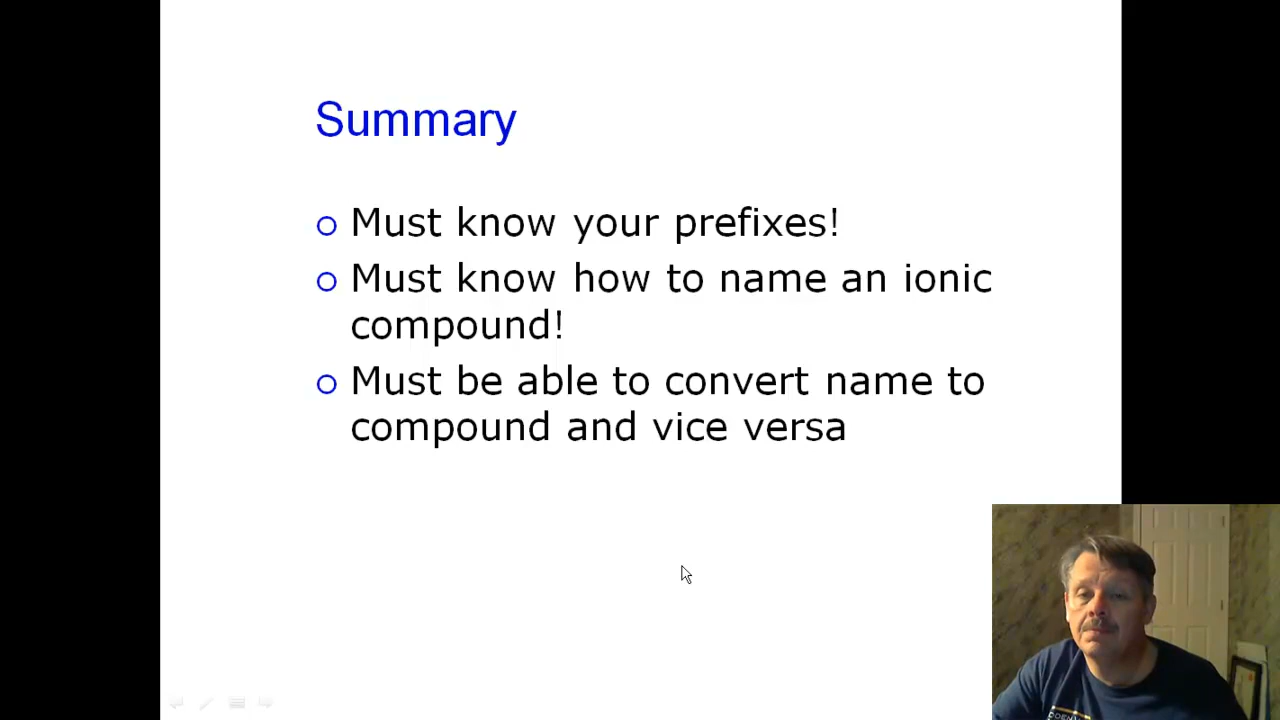 Summary
Must know your prefixes!
Must know how to name an ionic
compound!
Must be able to convert name to
compound and vice versa